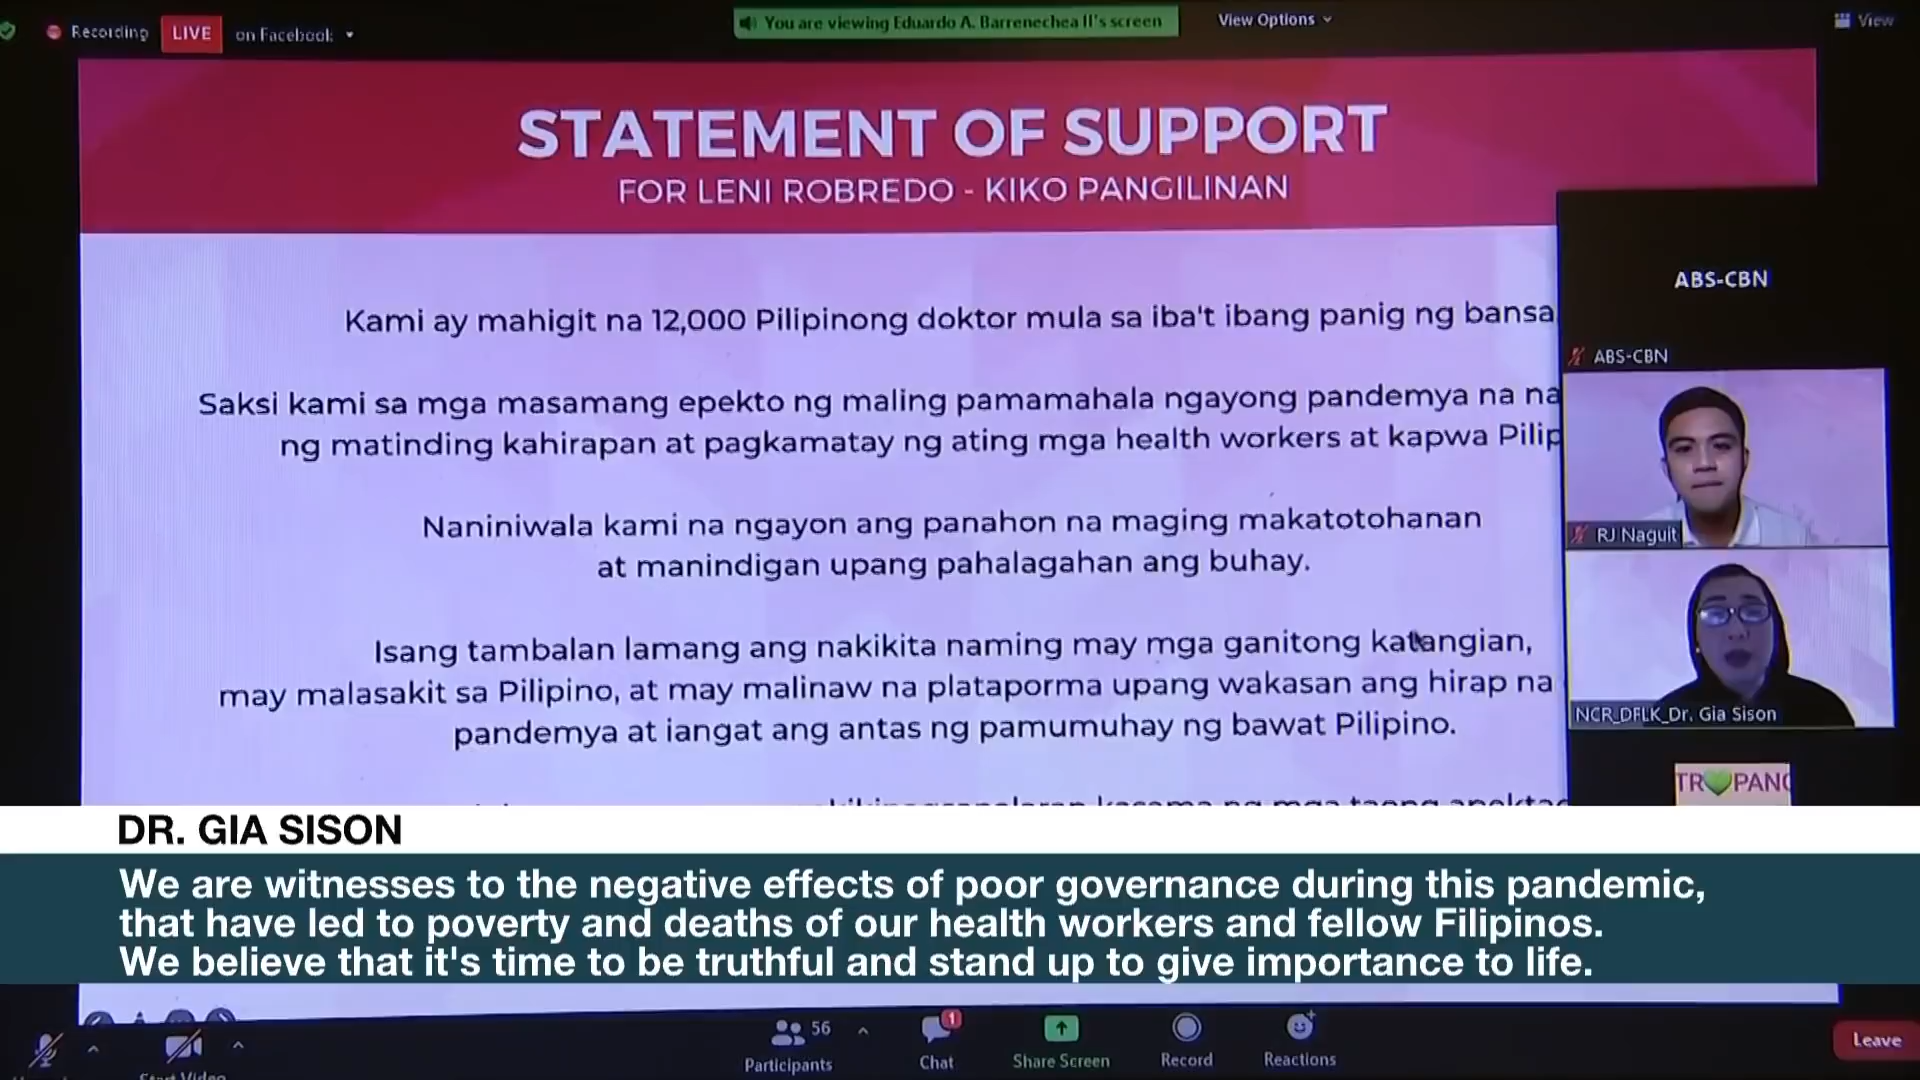 Recording LIVE on Facebook
You are viewing Eduardo A. Barrenechea II's screen
View Options
View
STATEMENT OF SUPPORT
FOR LENI ROBREDO - KIKO PANGILINAN
Kami ay mahigit na 12,000 Pilipinong doktor mula sa iba't ibang panig ng bansa
Saksi kami sa mga masamang epekto ng maling pamamahala ngayong pandemya na na
ng matinding kahirapan at pagkamatay ng ating mga health workers at kapwa Pilip
Naniniwala kami na ngayon ang panahon na maging makatotohanan
at manindigan upang pahalagahan ang buhay.
Isang tambalan lamang ang nakikita naming may mga ganitong katangian,
may malasakit sa Pilipino, at may malinaw na plataporma upang wakasan ang hirap na
pandemya at iangat ang antas ng pamumuhay ng bawat Pilipino.
ABS-CBN
ABS-CBN
RJ Naguit
NCR_DFLK_Dr. Gia Sison
TR PANG
DR. GIA SISON
We are witnesses to the negative effects of poor governance during this pandemic,
that have led to poverty and deaths of our health workers and fellow Filipinos.
We believe that it's time to be truthful and stand up to give importance to life.
Start Video
56
Participants
1
Chat
Share Screen
Record
Reactions
Leave